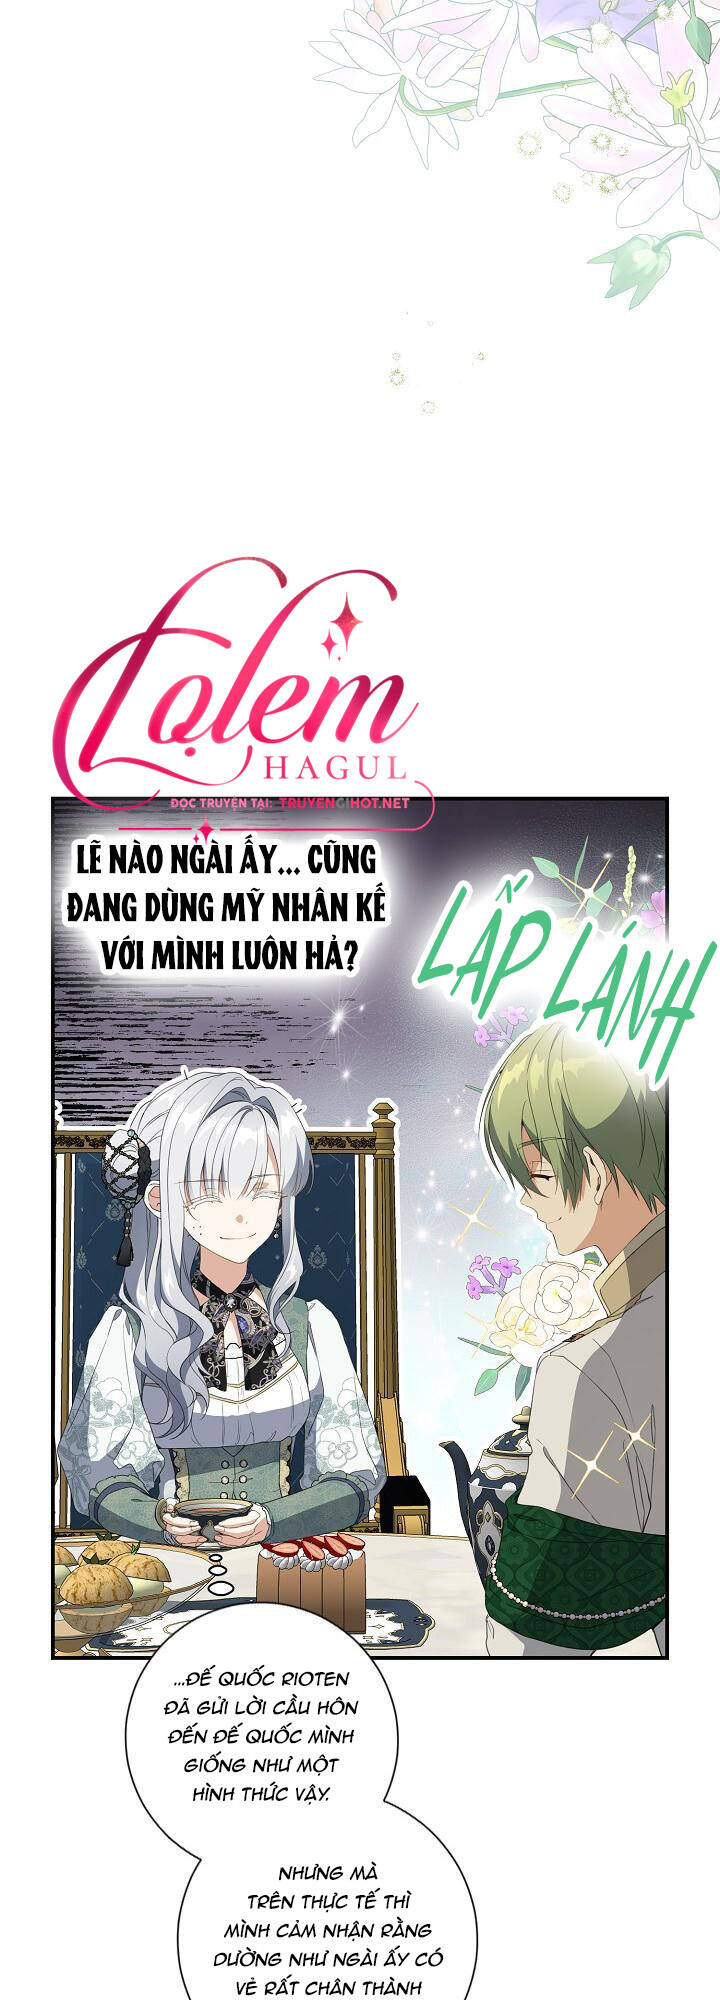 Lọlem
HAGUL
ĐỌC TRUYỆN TẠI: TRUYENGIHOT.NET
LẼ NÀO NGÀI ẤY... CŨNG
ĐANG DÙNG MỸ NHÂN KẾ
VỚI MÌNH LUÔN HẢ?
LẤP LÁNH
...ĐẾ QUỐC RIOTEN
ĐÃ GỬI LỜI CẦU HÔN
ĐẾN ĐẾ QUỐC MÌNH
GIỐNG NHƯ MỘT
HÌNH THỨC VẬY.
NHƯNG MÀ
TRÊN THỰC TẾ THÌ
MÌNH CẢM NHẬN RẰNG
DƯỜNG NHƯ NGÀI ẤY CÓ
VẺ RẤT CHÂN THÀNH